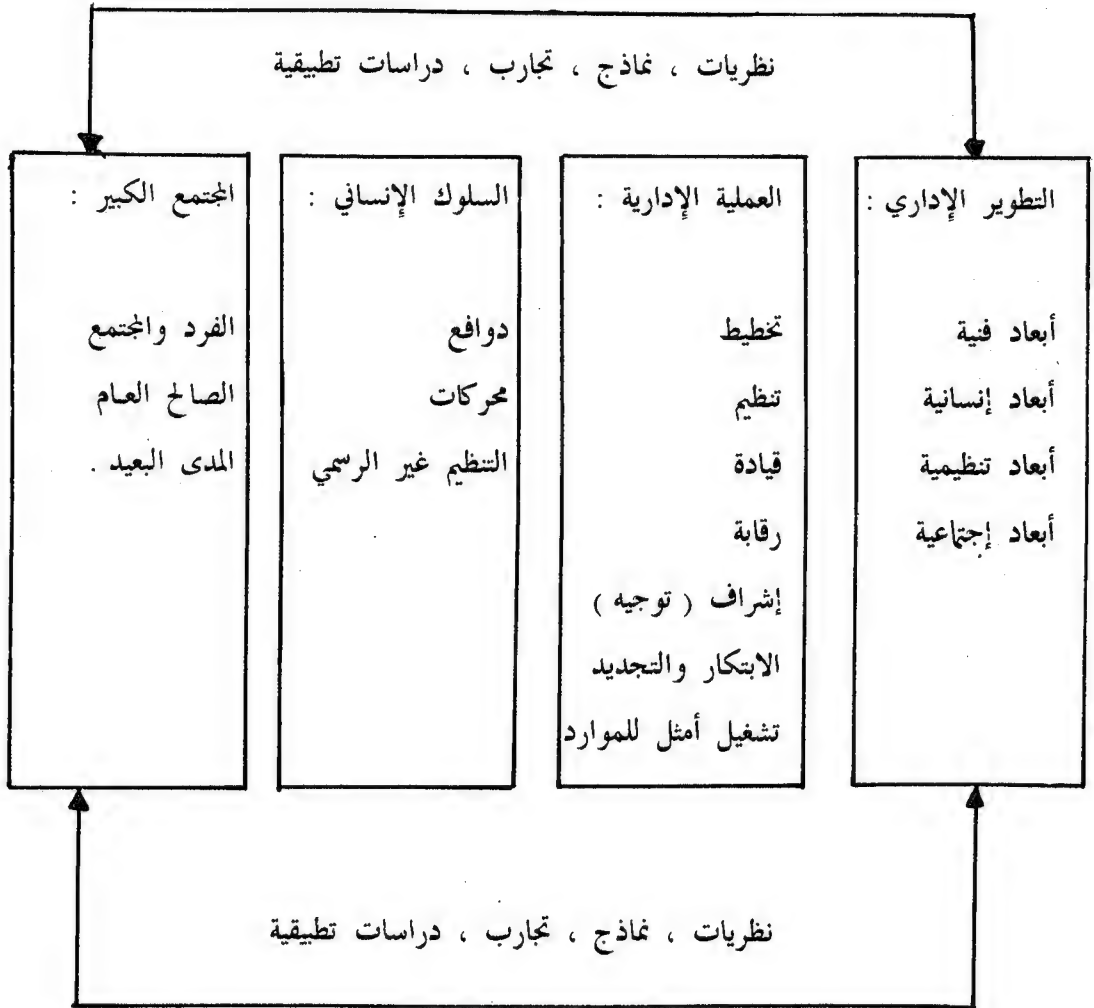 نظريات ، نماذج ، تجارب ، دراسات تطبيقية
التطوير الإداري :
أبعاد فنية
أبعاد إنسانية
أبعاد تنظيمية
أبعاد إجتماعية
العملية الإدارية :
تخطيط
تنظيم
قيادة
رقابة
إشراف ( توجيه )
الابتكار والتجديد
تشغيل أمثل للموارد
السلوك الإنساني :
دوافع
محركات
التنظيم غير الرسمي
المجتمع الكبير :
الفرد والمجتمع
الصالح العام
المدى البعيد .
نظريات ، نماذج ، تجارب ، دراسات تطبيقية